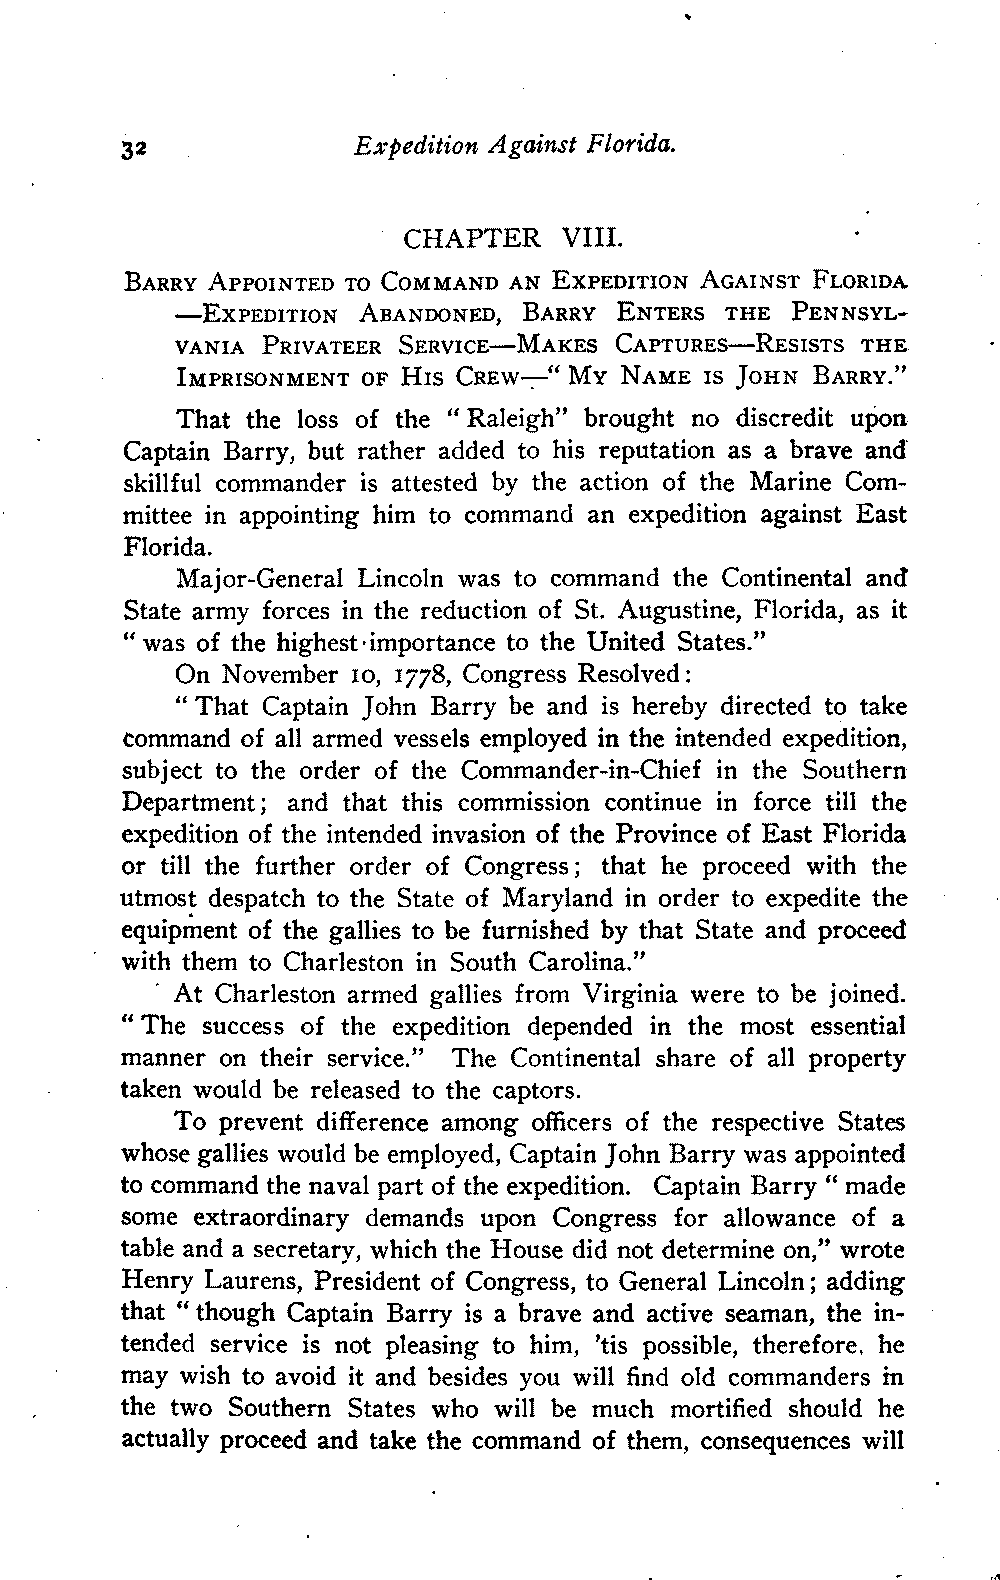 32 Expedition Against Florida.
CHAPTER VIII.
BARRY APPOINTED TO COMMAND AN EXPEDITION AGAINST FLORIDA
—EXPEDITION ABANDONED, BARRY ENTERS THE PENNSYL-
VANIA PRIVATEER SERVICE—MAKES CAPTURES—RESISTS THE
IMPRISONMENT OF HIS CREW—“ MY NAME IS JOHN BARRY.”
That the loss of the “ Raleigh” brought no discredit upon
Captain Barry, but rather added to his reputation as a brave and
skillful commander is attested by the action of the Marine Com-
mittee in appointing him to command an expedition against East
Florida.
Major-General Lincoln was to command the Continental and
State army forces in the reduction of St. Augustine, Florida, as it
“ was of the highest importance to the United States.”
On November 10, 1778, Congress Resolved:
“ That Captain John Barry be and is hereby directed to take
command of all armed vessels employed in the intended expedition,
subject to the order of the Commander-in-Chief in the Southern
Department; and that this commission continue in force till the
expedition of the intended invasion of the Province of East Florida
or till the further order of Congress; that he proceed with the
utmost despatch to the State of Maryland in order to expedite the
equipment of the gallies to be furnished by that State and proceed
with them to Charleston in South Carolina.”
At Charleston armed gallies from Virginia were to be joined.
“ The success of the expedition depended in the most essential
manner on their service.” The Continental share of all property
taken would be released to the captors.
To prevent difference among officers of the respective States
whose gallies would be employed, Captain John Barry was appointed
to command the naval part of the expedition. Captain Barry “ made
some extraordinary demands upon Congress for allowance of a
table and a secretary, which the House did not determine on,” wrote
Henry Laurens, President of Congress, to General Lincoln; adding
that “ though Captain Barry is a brave and active seaman, the in-
tended service is not pleasing to him, ’tis possible, therefore, he
may wish to avoid it and besides you will find old commanders in
the two Southern States who will be much mortified should he
actually proceed and take the command of them, consequences will